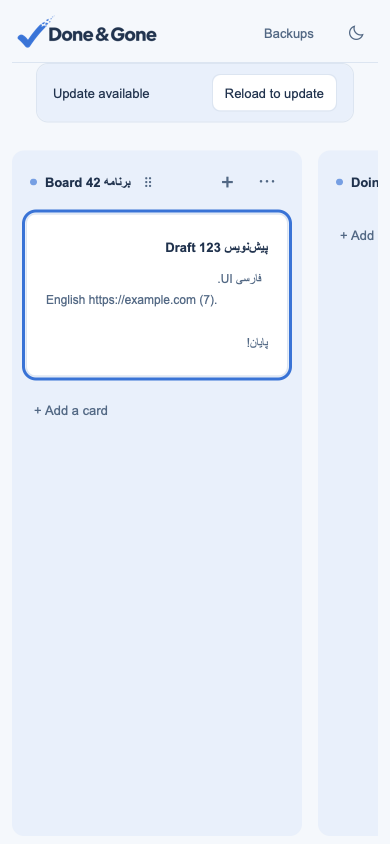 Done & Gone
Backups
Update available
Reload to update
Board 42 برنامه
Doin
+ Add
پیش‌نویس Draft 123
فارسی UI.
English https://example.com (7).
پایان!
+ Add a card